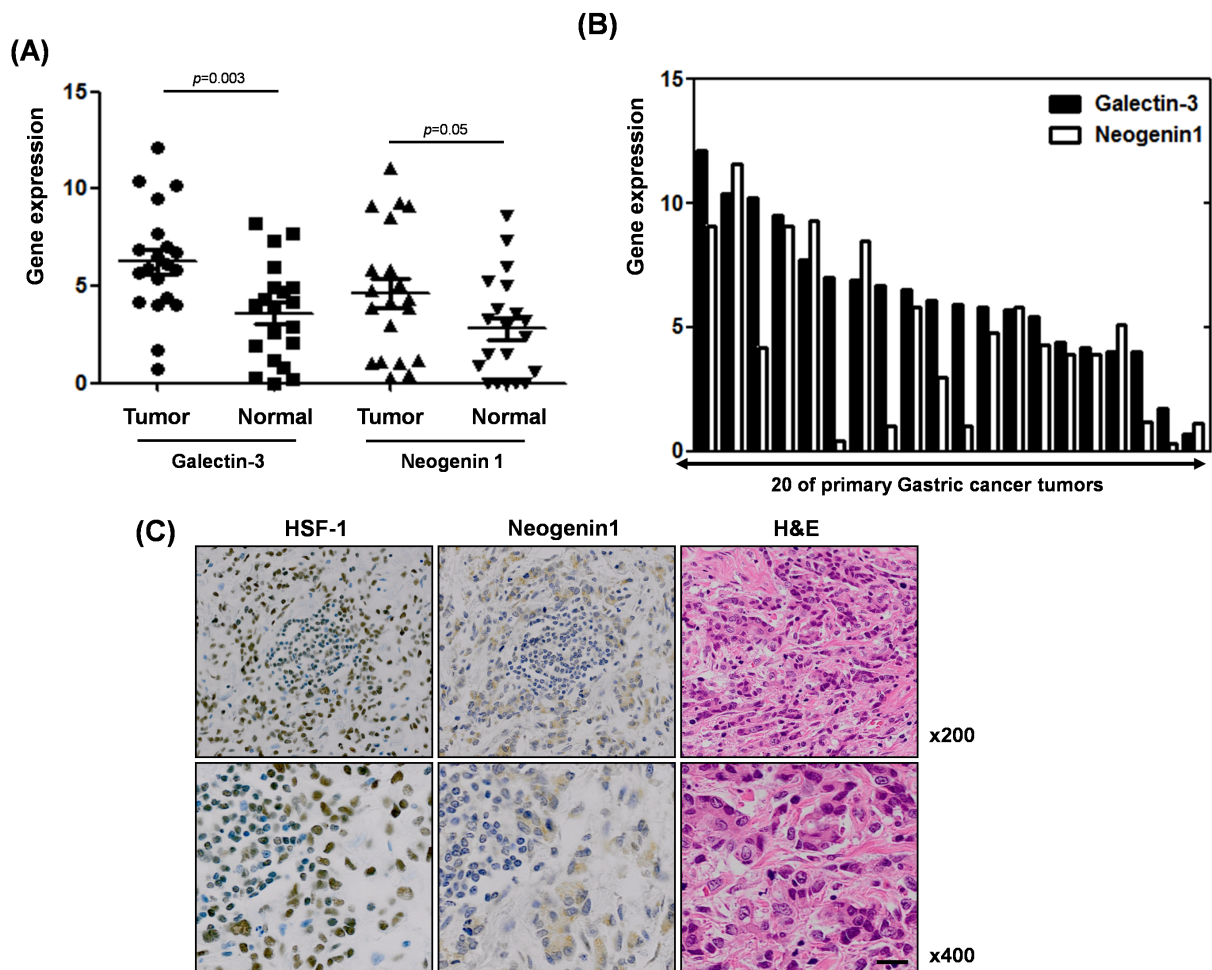 (A)
p=0.003
p=0.05
Gene expression
15
10
5
0
Tumor
Normal
Tumor
Normal
Galectin-3
Neogenin 1
(B)
Gene expression
15
10
5
0
Galectin-3
Neogenin1
20 of primary Gastric cancer tumors
(C)
HSF-1
Neogenin1
H&E
x200
x400